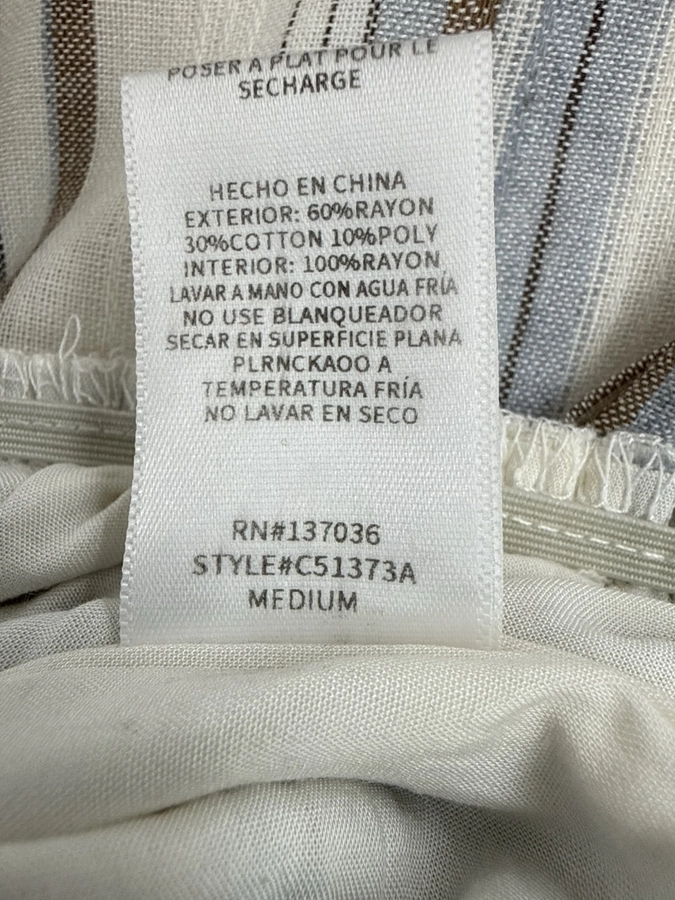 POSER A PLAT POUR LE
SECHARGE
HECHO EN CHINA
EXTERIOR: 60%RAYON
30%COTTON 10%POLY
INTERIOR: 100%RAYON
LAVAR A MANO CON AGUA FRÍA
NO USE BLANQUEADOR
SECAR EN SUPERFICIE PLANA
PLRNCKAOO A
TEMPERATURA FRÍA
NO LAVAR EN SECO
RN#137036
STYLE#C51373A
MEDIUM